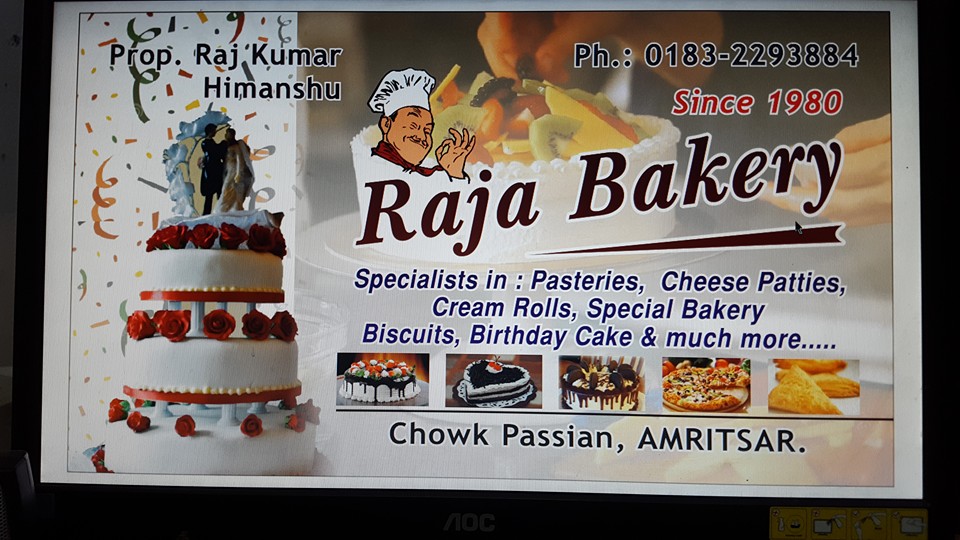 Prop. Raj Kumar
Himanshu
Ph.: 0183-2293884
Since 1980
Raja Bakery
Specialists in : Pasteries, Cheese Patties,
Cream Rolls, Special Bakery
Biscuits, Birthday Cake & much more.....
Chowk Passian, AMRITSAR.
AOC